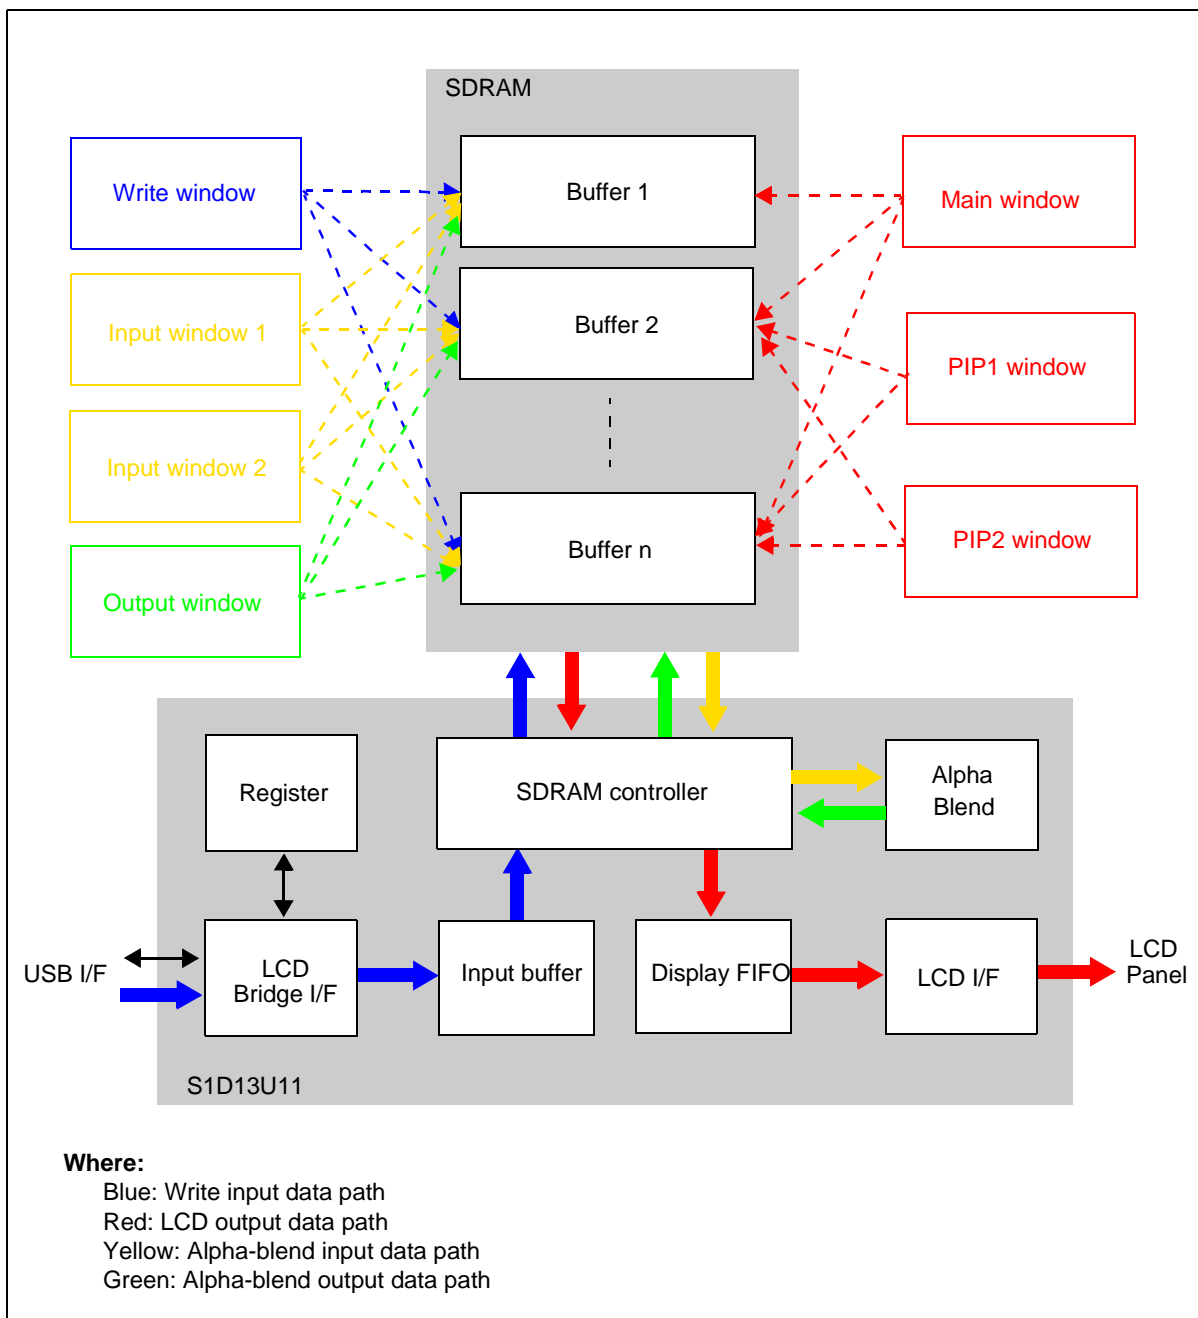 SDRAM
Write window
Buffer 1
Main window
Input window 1
Buffer 2
PIP1 window
Input window 2
Buffer n
PIP2 window
Output window
Register
SDRAM controller
Alpha
Blend
USB I/F
LCD
Bridge I/F
Input buffer
Display FIFO
LCD I/F
LCD
Panel
S1D13U11
Where:
Blue: Write input data path
Red: LCD output data path
Yellow: Alpha-blend input data path
Green: Alpha-blend output data path